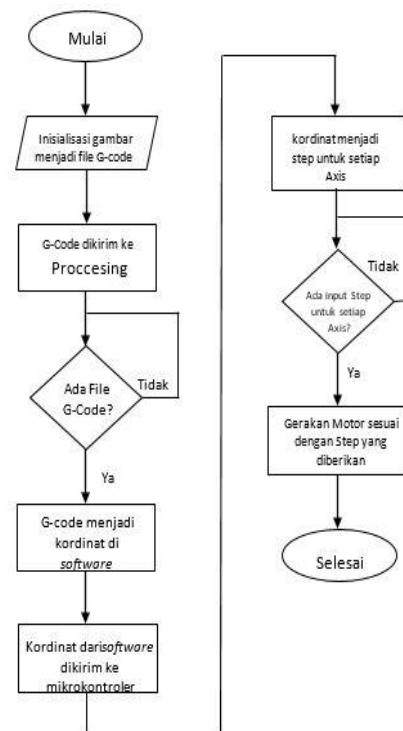 Mulai
Inisialisasi gambar
menjadi file G-code
G-Code dikirim ke
Proccesing
Tidak
Ada File
G-Code?
Ya
G-code menjadi
kordinat di
software
Kordinat darisoftware
dikirim ke
mikrokontroler
kordinat menjadi
step untuk setiap
Axis
Tidak
Ada input Step
untuk setiap
Axis?
Ya
Gerakan Motor sesuai
dengan Step yang
diberikan
Selesai